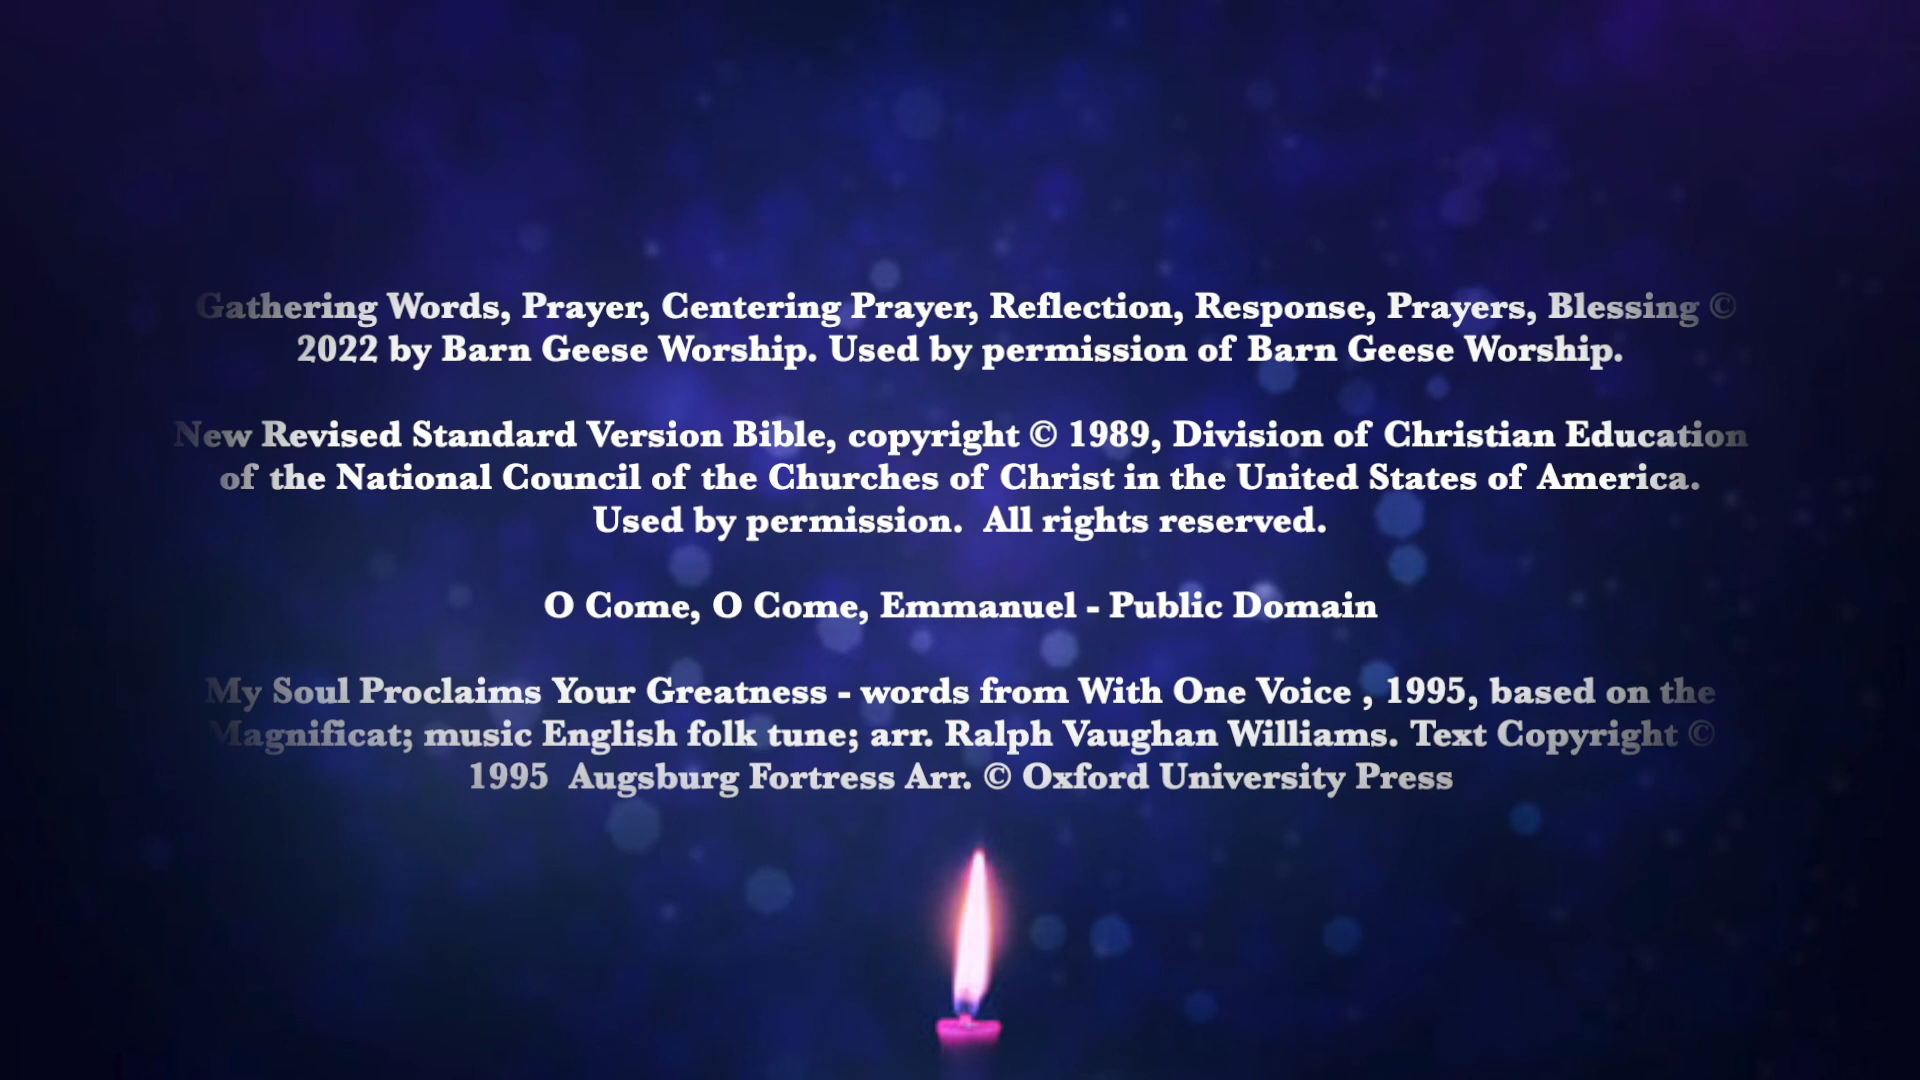 Gathering Words, Prayer, Centering Prayer, Reflection, Response, Prayers, Blessing ©
2022 by Barn Geese Worship. Used by permission of Barn Geese Worship.
New Revised Standard Version Bible, copyright © 1989, Division of Christian Education
of the National Council of the Churches of Christ in the United States of America.
Used by permission.  All rights reserved.
O Come, O Come, Emmanuel - Public Domain
My Soul Proclaims Your Greatness - words from With One Voice , 1995, based on the
Magnificat; music English folk tune; arr. Ralph Vaughan Williams. Text Copyright ©
1995  Augsburg Fortress Arr. © Oxford University Press